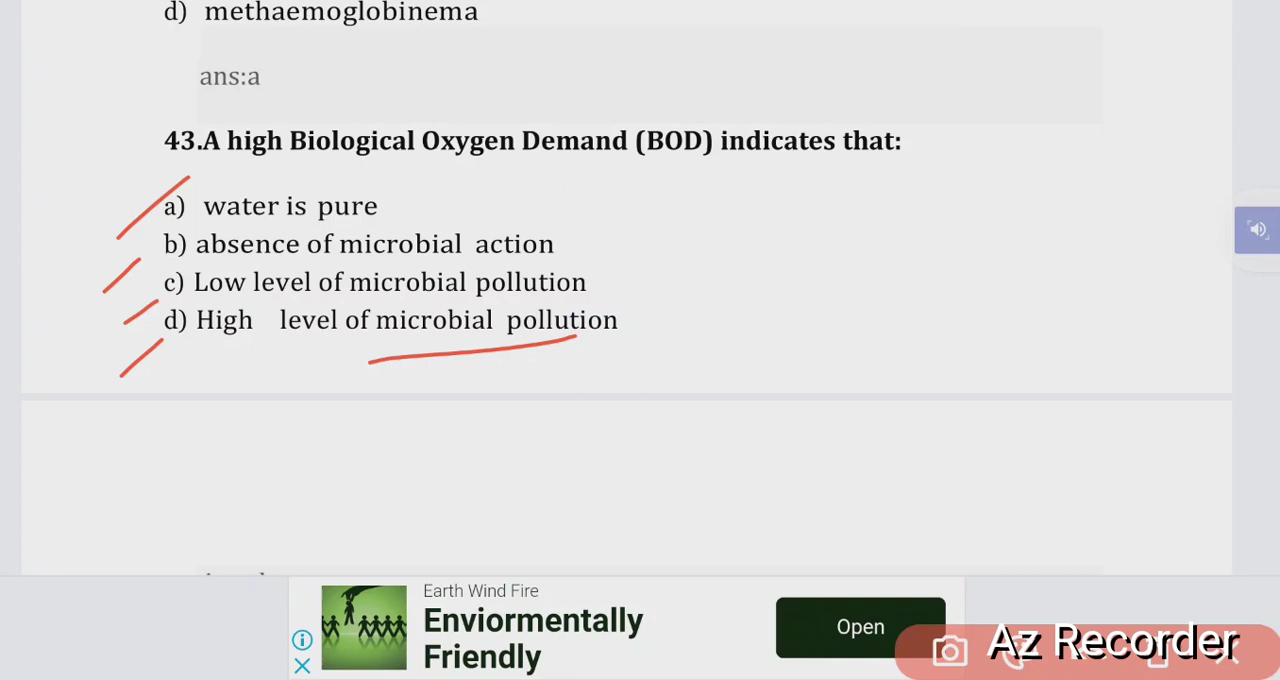 d) methaemoglobinema
ans:a
43.A high Biological Oxygen Demand (BOD) indicates that:
a) water is pure
b) absence of microbial action
c) Low level of microbial pollution
d) High level of microbial pollution
Earth Wind Fire
Enviormentally
Friendly
Open
Az Recorder